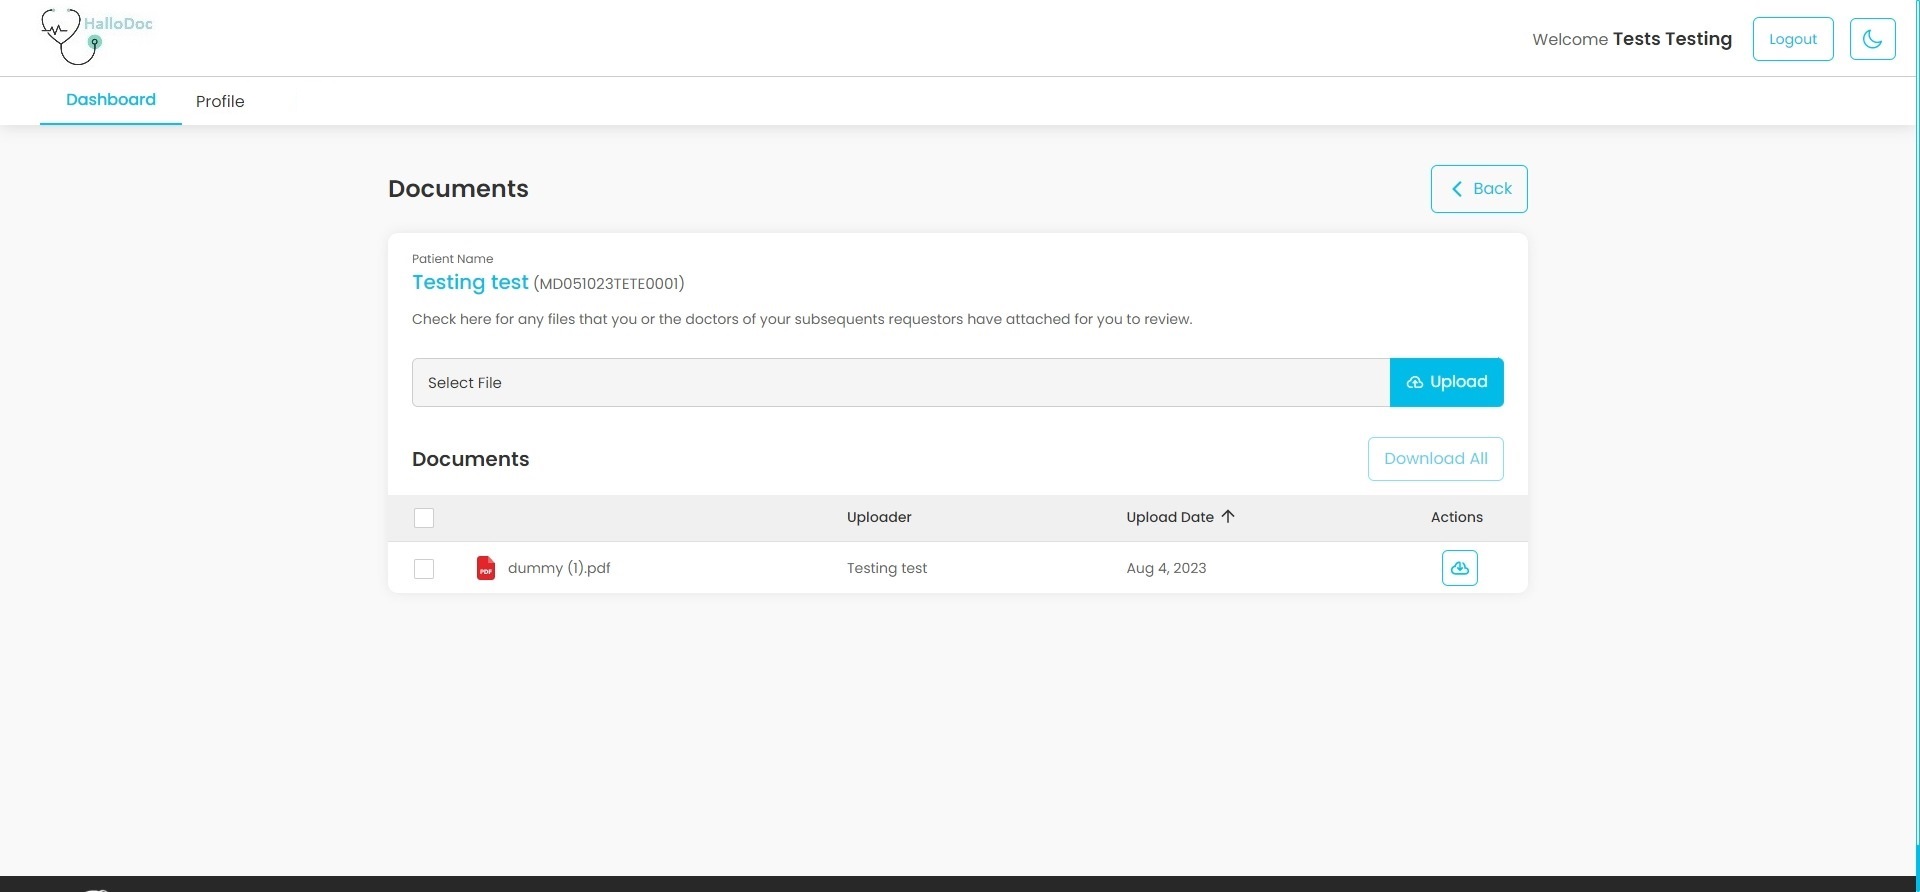 HalloDoc
Welcome Tests Testing
Logout
Dashboard
Profile
Documents
Back
Patient Name
Testing test (MD051023TETE0001)
Check here for any files that you or the doctors of your subsequents requestors have attached for you to review.
Select File
Upload
Documents
Download All
Uploader
Upload Date
Actions
PDF
dummy (1).pdf
Testing test
Aug 4, 2023